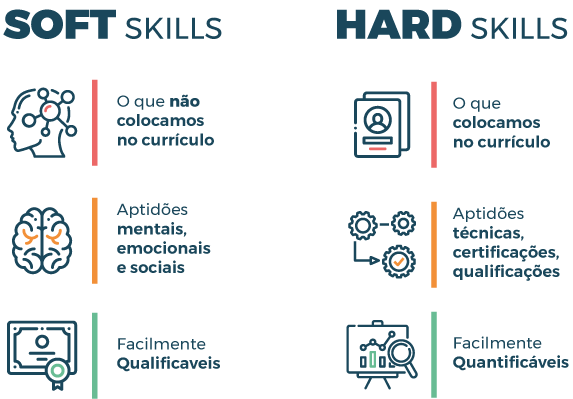 SOFT SKILLS
O que não
colocamos
no currículo
Aptidões
mentais,
emocionais
e sociais
Facilmente
Qualificaveis
HARD SKILLS
O que
colocamos
no currículo
Aptidões
técnicas,
certificações,
qualificações
Facilmente
Quantificáveis